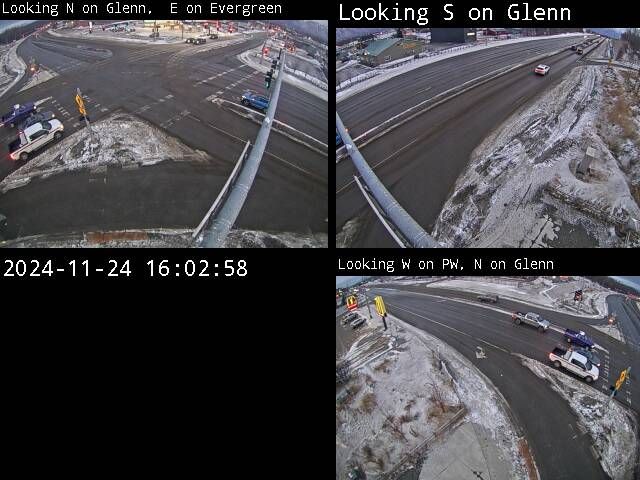 Looking N on Glenn,  E on Evergreen
Looking S on Glenn
2024-11-24 16:02:58
Looking W on PW, N on Glenn